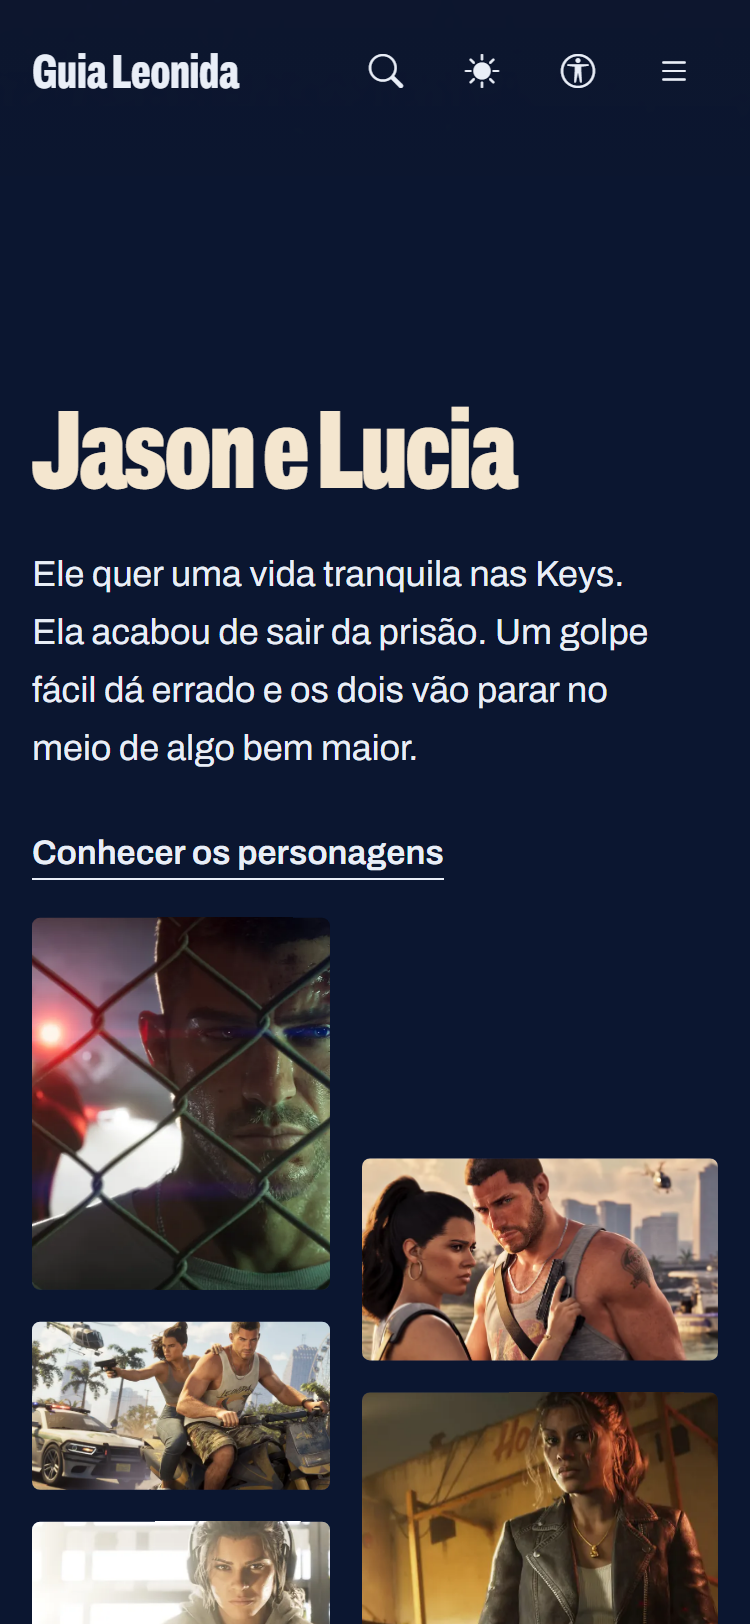 Guia Leonida
Jason e Lucia
Ele quer uma vida tranquila nas Keys.
Ela acabou de sair da prisão. Um golpe
fácil dá errado e os dois vão parar no
meio de algo bem maior.
Conhecer os personagens